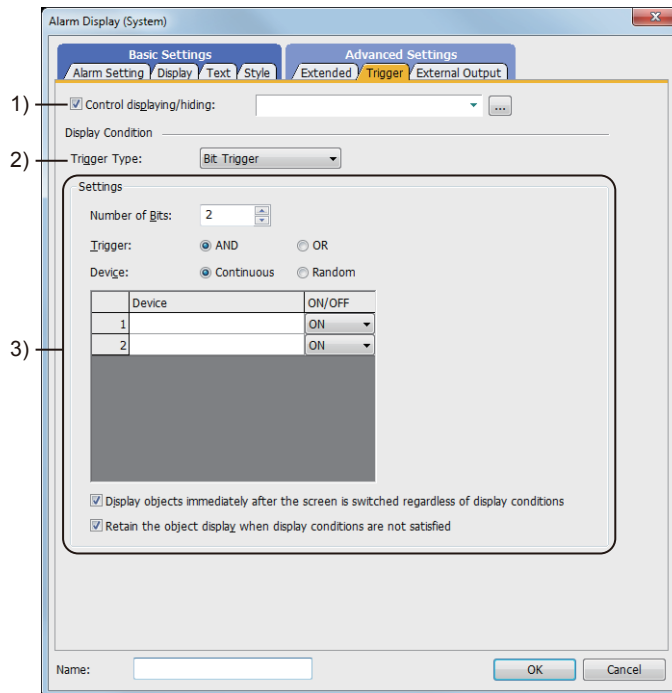 Alarm Display (System)
Basic Settings
Advanced Settings
Alarm Setting Display Text Style Extended Trigger External Output
1)
Control displaying/hiding:
...
Display Condition
2)
Trigger Type: Bit Trigger
Settings
Number of Bits: 2
Trigger: AND OR
Device: Continuous Random
Device ON/OFF
1 ON
2 ON
3)
Display objects immediately after the screen is switched regardless of display conditions
Retain the object display when display conditions are not satisfied
Name:
OK
Cancel